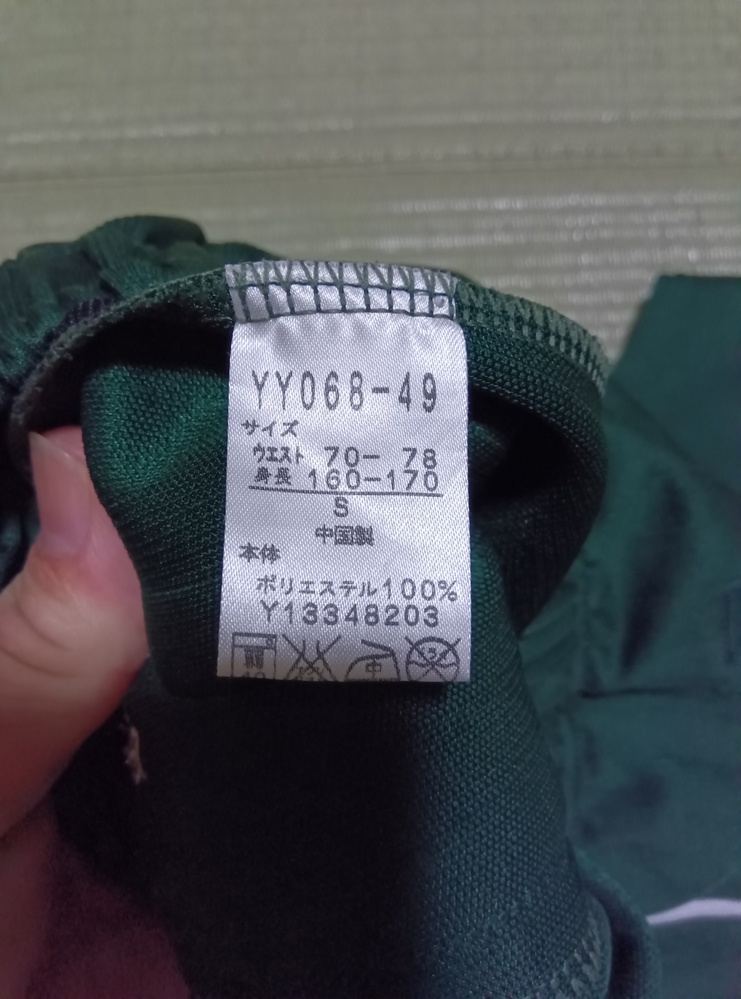 YY068-49
サイズ
ウエスト 70- 78
身長 160-170
S
中国製
本体
ポリエステル100%
Y13348203
中